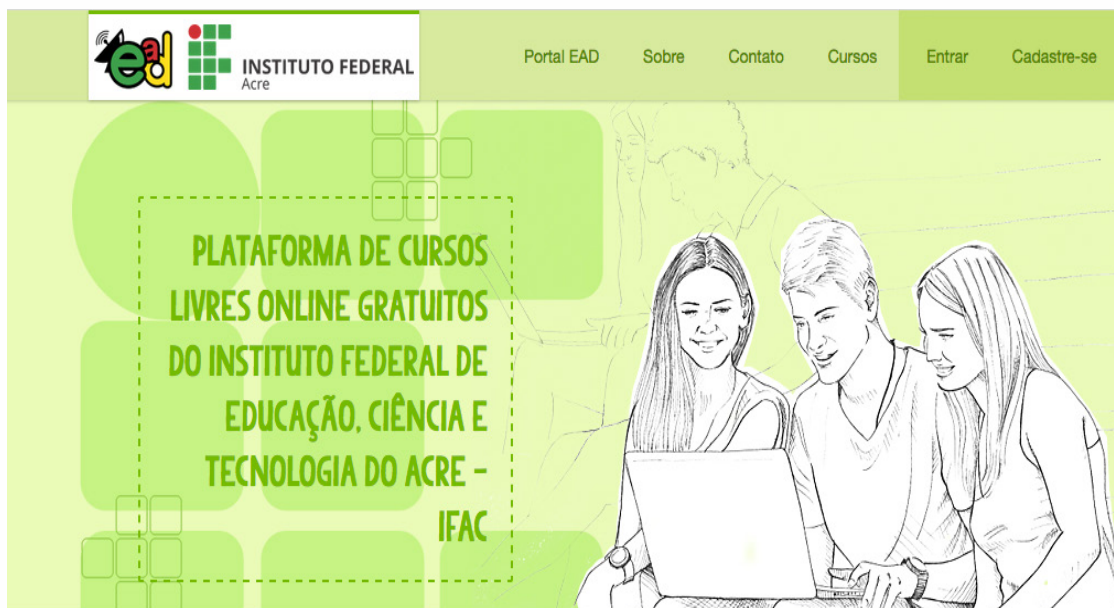 ead
INSTITUTO FEDERAL
Acre
Portal EAD Sobre Contato Cursos Entrar Cadastre-se
PLATAFORMA DE CURSOS
LIVRES ONLINE GRATUITOS
DO INSTITUTO FEDERAL DE
EDUCAÇÃO, CIÊNCIA E
TECNOLOGIA DO ACRE -
IFAC